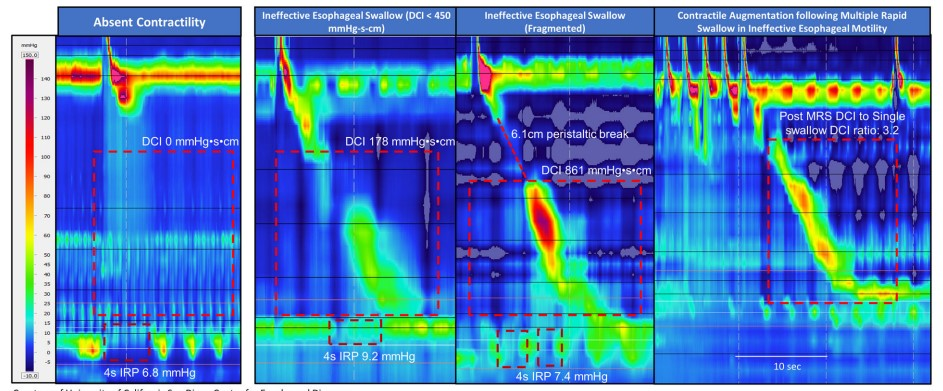 Absent Contractility
Ineffective Esophageal Swallow (DCI < 450
mmHg-s-cm)
Ineffective Esophageal Swallow
(Fragmented)
Contractile Augmentation following Multiple Rapid
Swallow in Ineffective Esophageal Motility
mmHg
150.0
140
130
120
110
100
90
80
70
60
50
45
40
35
30
25
20
15
10
5
0
-5
-10.0
DCI 0 mmHg•s•cm
4s IRP 6.8 mmHg
DCI 178 mmHg•s•cm
4s IRP 9.2 mmHg
6.1cm peristaltic break
DCI 861 mmHg•s•cm
4s IRP 7.4 mmHg
Post MRS DCI to Single
swallow DCI ratio: 3.2
10 sec